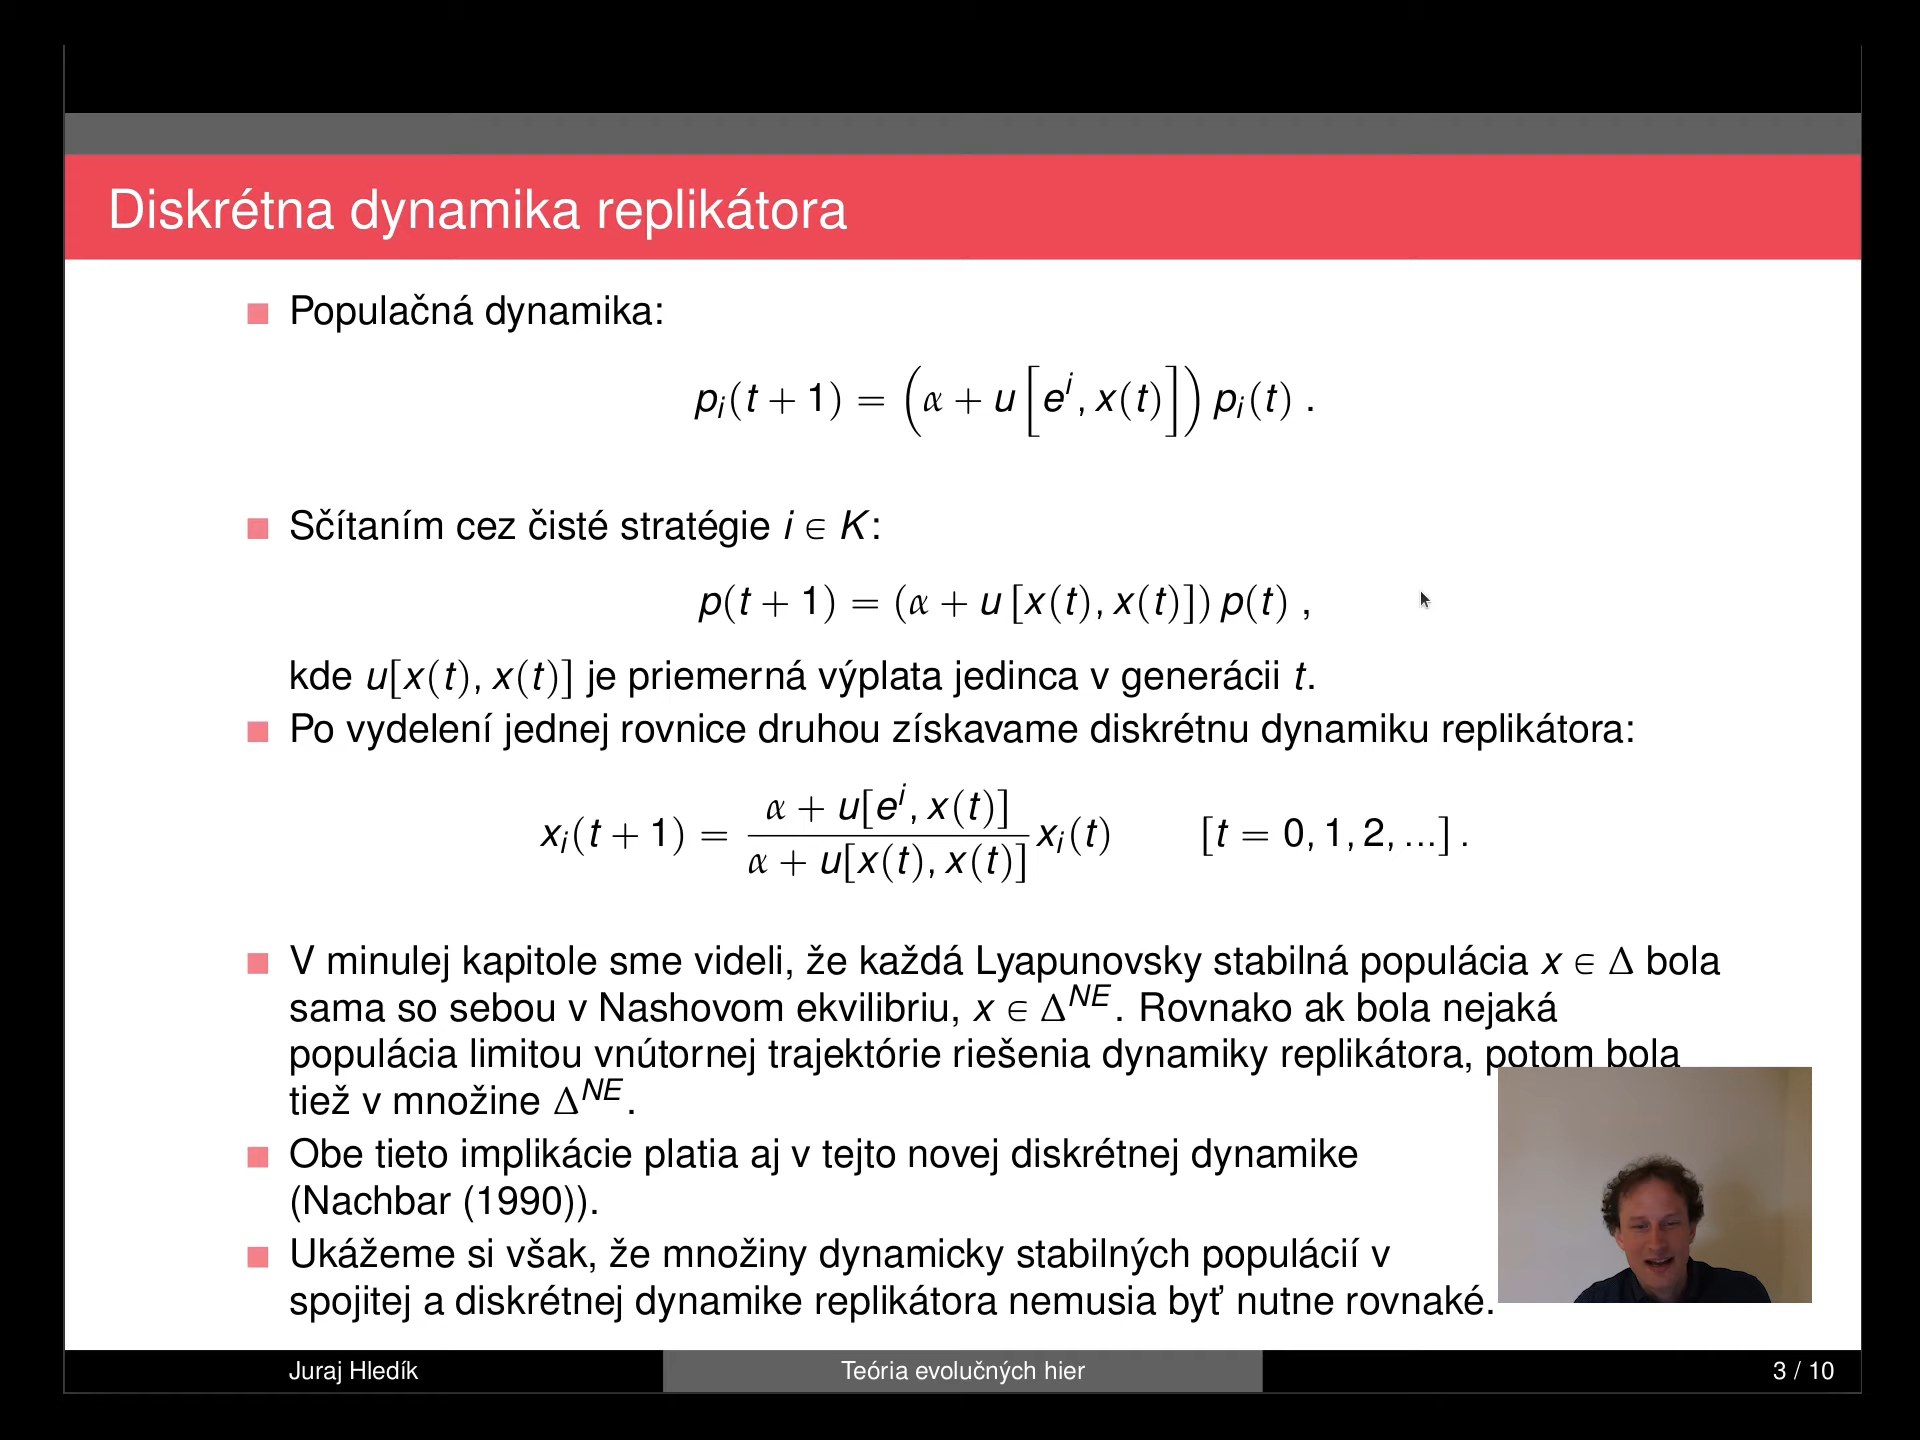 Diskrétna dynamika replikátora
Populačná dynamika:
p_i(t + 1) = (α + u[e^i, x(t)]) p_i(t) .
Sčítaním cez čisté stratégie i ∈ K:
p(t + 1) = (α + u [x(t), x(t)]) p(t) ,
kde u[x(t), x(t)] je priemerná výplata jedinca v generácii t.
Po vydelení jednej rovnice druhou získavame diskrétnu dynamiku replikátora:
x_i(t + 1) = \frac{α + u[e^i, x(t)]}{α + u[x(t), x(t)]} x_i(t) [t = 0, 1, 2, ...] .
V minulej kapitole sme videli, že každá Lyapunovsky stabilná populácia x ∈ Δ bola
sama so sebou v Nashovom ekvilibriu, x ∈ Δ^{NE}. Rovnako ak bola nejaká
populácia limitou vnútornej trajektórie riešenia dynamiky replikátora, potom bola
tiež v množine Δ^{NE}.
Obe tieto implikácie platia aj v tejto novej diskrétnej dynamike
(Nachbar (1990)).
Ukážeme si však, že množiny dynamicky stabilných populácií v
spojitej a diskrétnej dynamike replikátora nemusia byť nutne rovnaké.
Juraj Hledík Teória evolučných hier 3 / 10